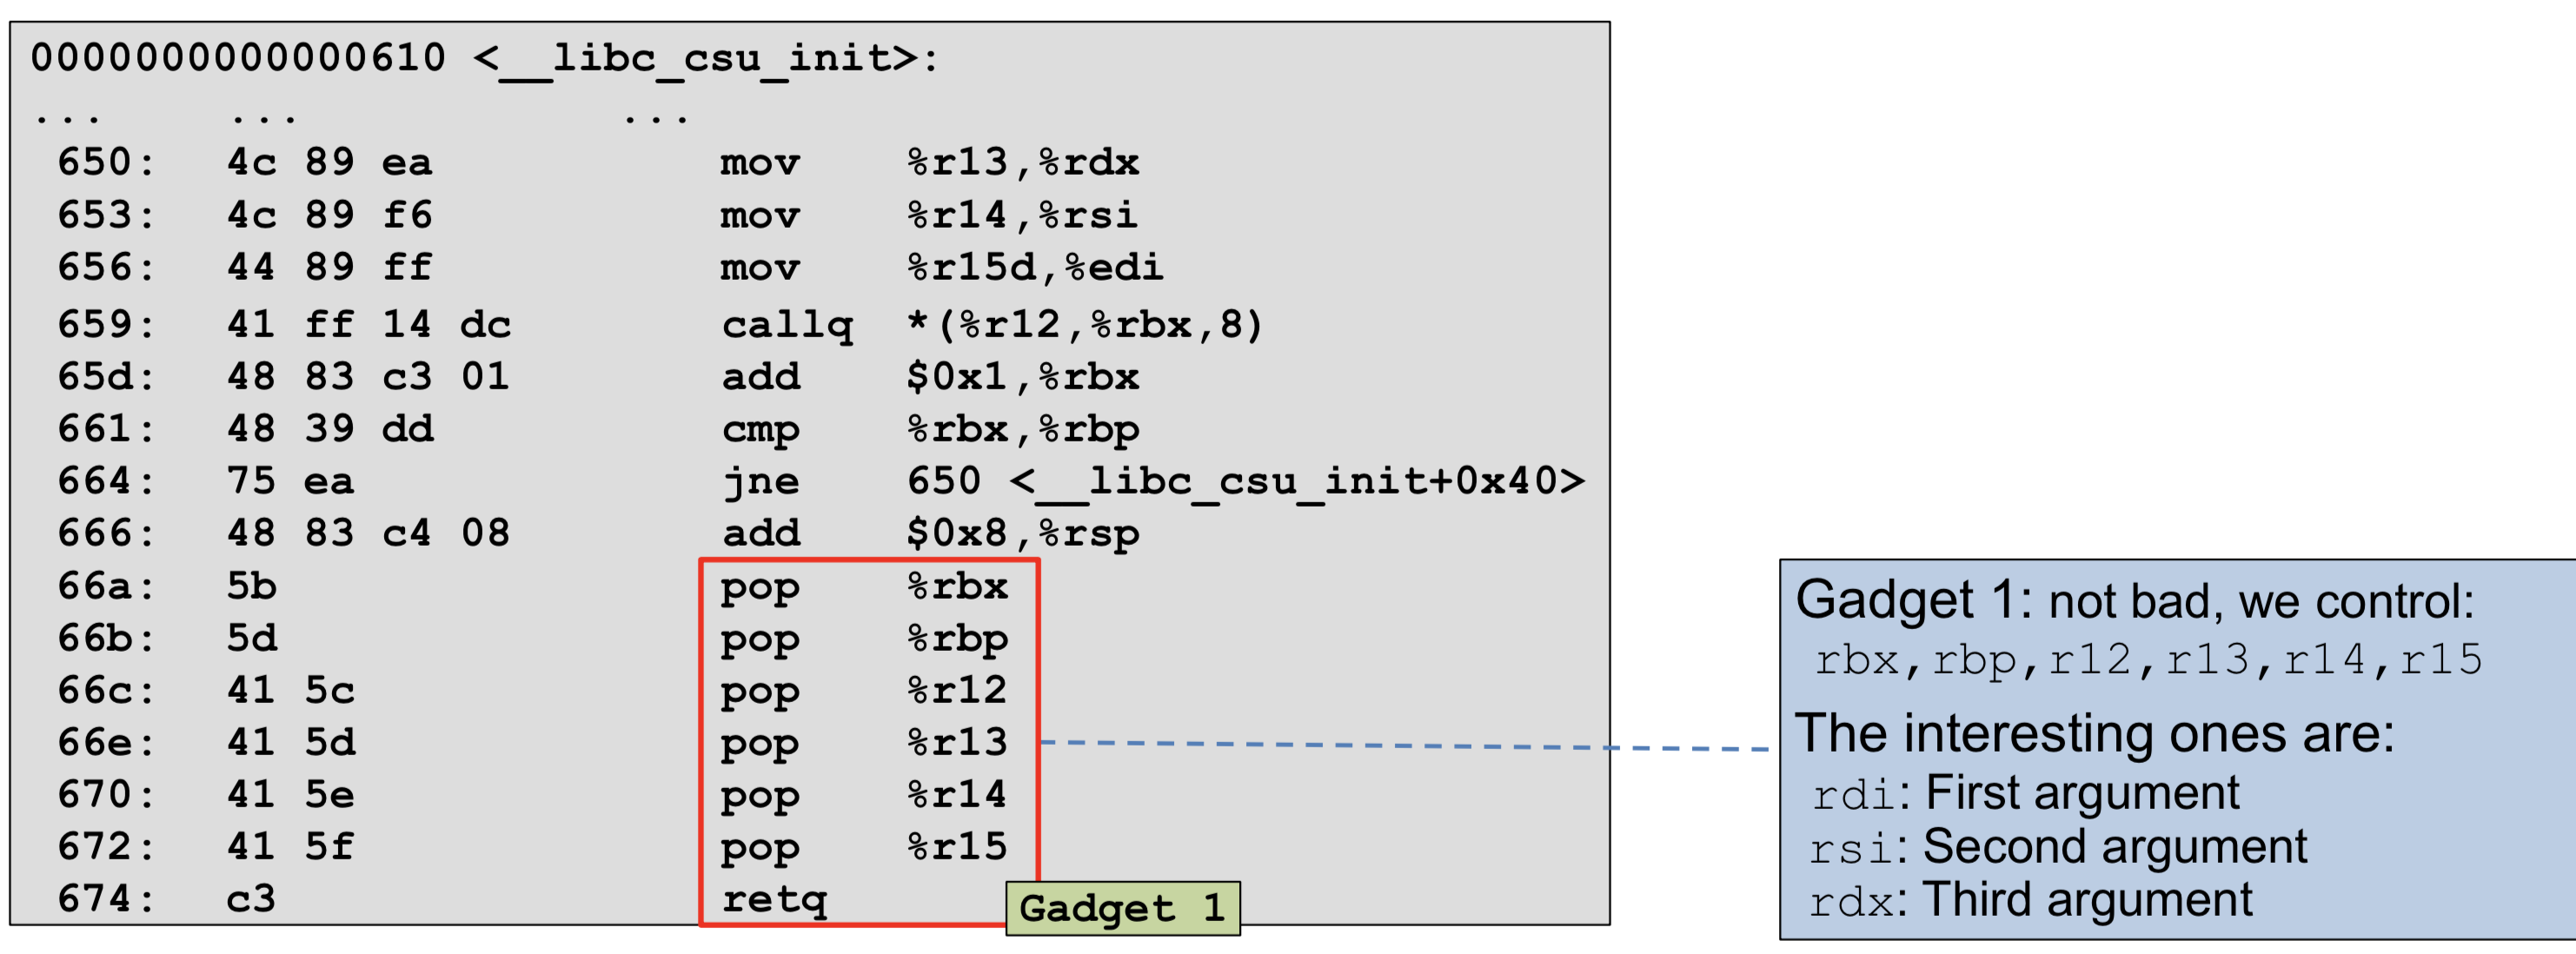 0000000000000610 <__libc_csu_init>:
... ... ...
650: 4c 89 ea mov %r13,%rdx
653: 4c 89 f6 mov %r14,%rsi
656: 44 89 ff mov %r15d,%edi
659: 41 ff 14 dc callq *(%r12,%rbx,8)
65d: 48 83 c3 01 add $0x1,%rbx
661: 48 39 dd cmp %rbx,%rbp
664: 75 ea jne 650 <__libc_csu_init+0x40>
666: 48 83 c4 08 add $0x8,%rsp
66a: 5b pop %rbx
66b: 5d pop %rbp
66c: 41 5c pop %r12
66e: 41 5d pop %r13
670: 41 5e pop %r14
672: 41 5f pop %r15
674: c3 retq
Gadget 1
Gadget 1: not bad, we control:
rbx,rbp,r12,r13,r14,r15
The interesting ones are:
rdi: First argument
rsi: Second argument
rdx: Third argument